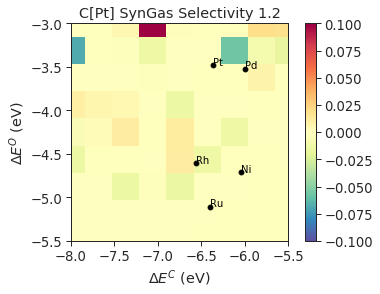 C[Pt] SynGas Selectivity 1.2
ΔE^O (eV)
−3.0
−3.5
−4.0
−4.5
−5.0
−5.5
Pt
Pd
Rh
Ni
Ru
−8.0 −7.5 −7.0 −6.5 −6.0 −5.5
ΔE^C (eV)
0.100
0.075
0.050
0.025
0.000
−0.025
−0.050
−0.075
−0.100